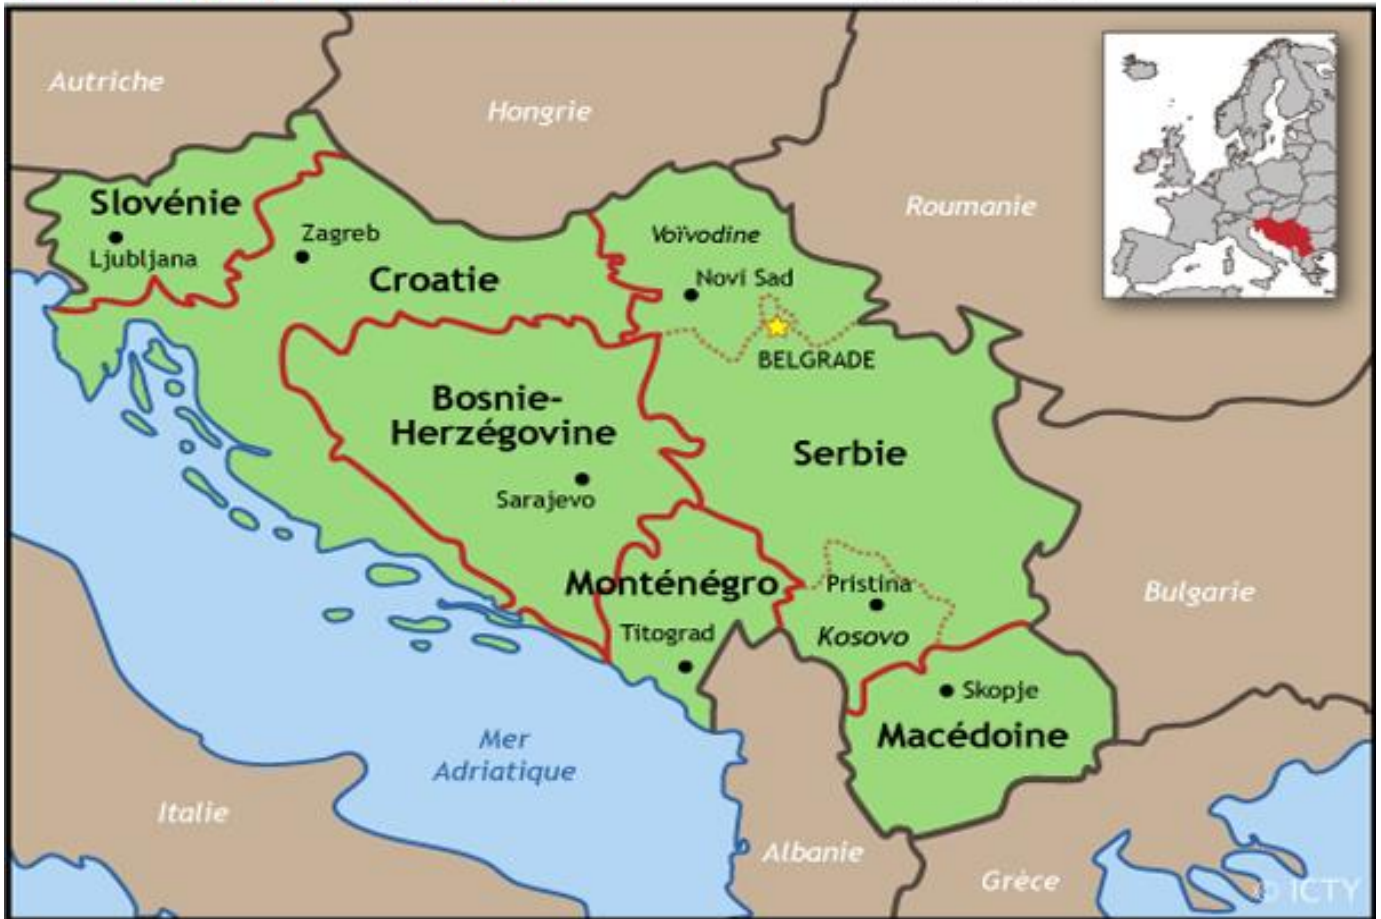 Autriche
Hongrie
Roumanie
Slovénie
Ljubljana
Zagreb
Croatie
Voïvodine
Novi Sad
BELGRADE
Bosnie-
Herzégovine
Sarajevo
Serbie
Monténégro
Titograd
Pristina
Kosovo
Bulgarie
Skopje
Macédoine
Mer
Adriatique
Italie
Albanie
Grèce
© ICTY